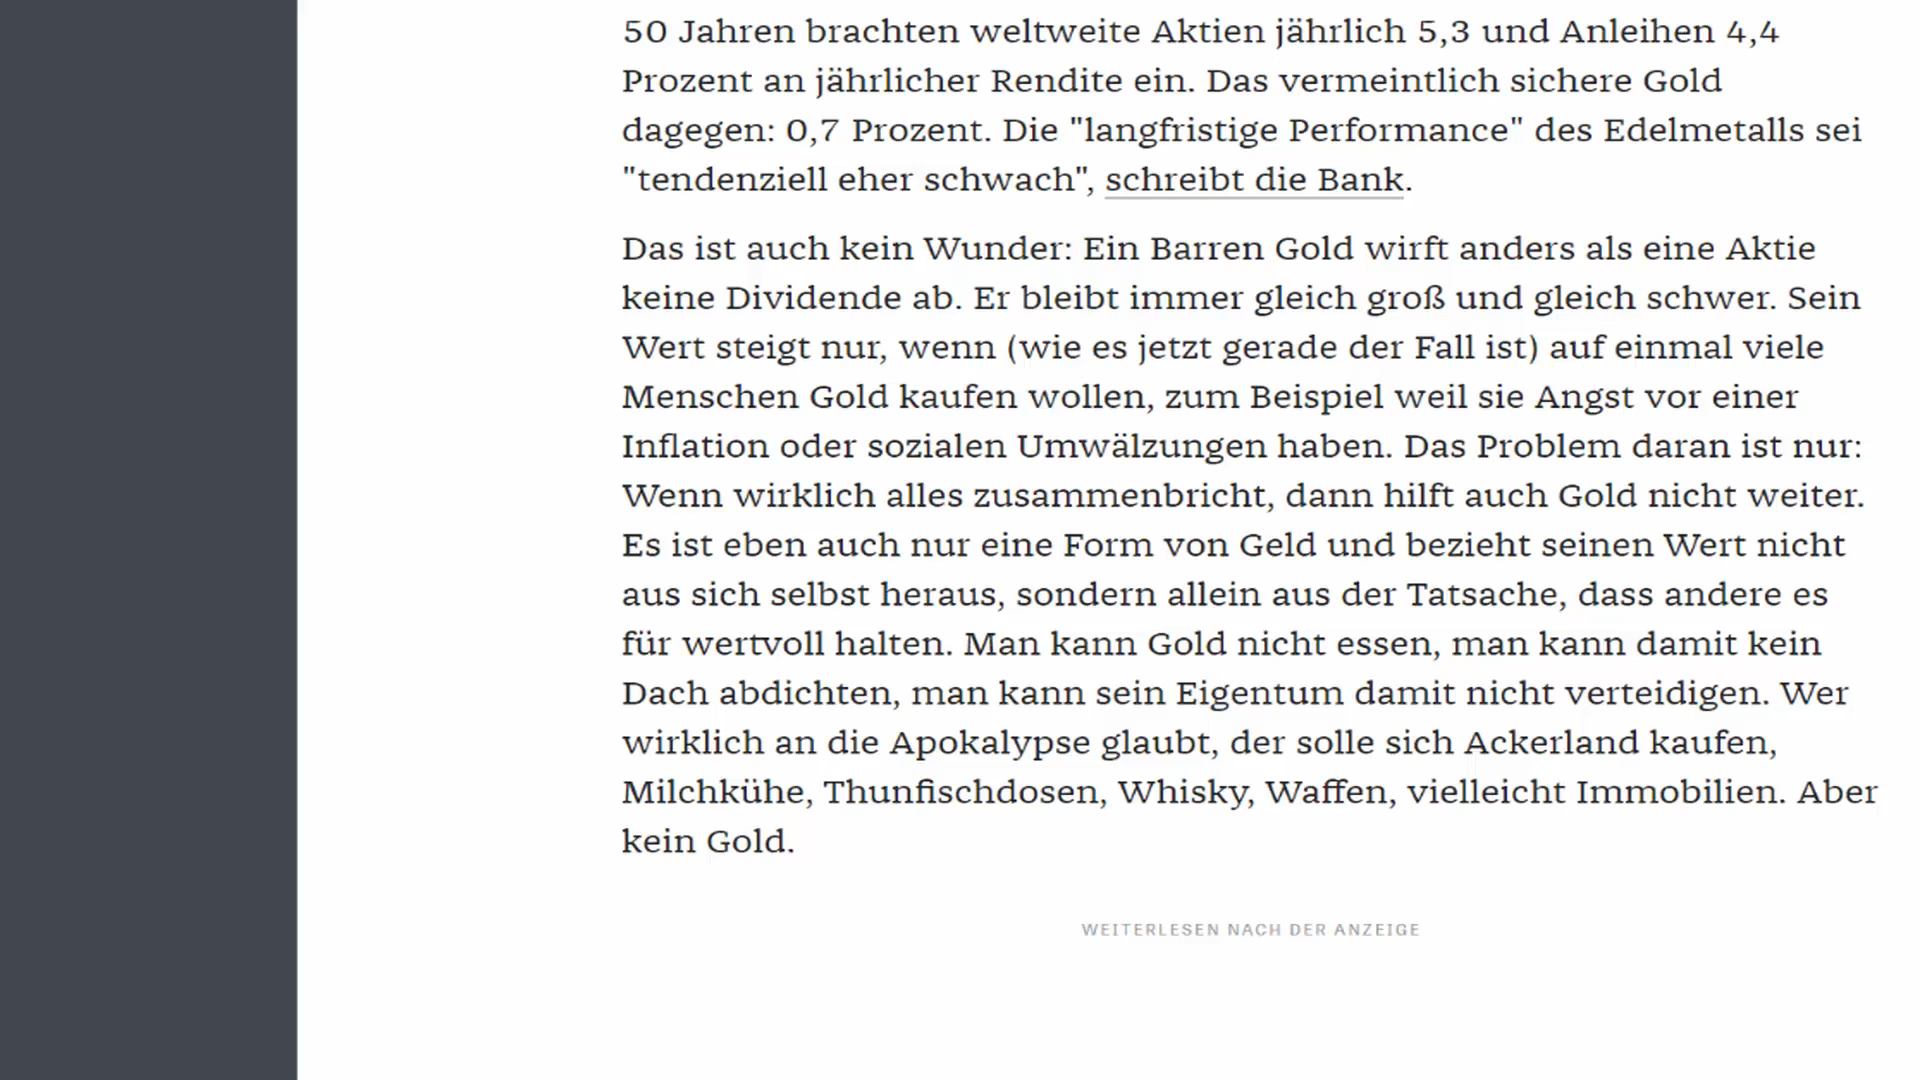 50 Jahren brachten weltweite Aktien jährlich 5,3 und Anleihen 4,4
Prozent an jährlicher Rendite ein. Das vermeintlich sichere Gold
dagegen: 0,7 Prozent. Die "langfristige Performance" des Edelmetalls sei
"tendenziell eher schwach", schreibt die Bank.
Das ist auch kein Wunder: Ein Barren Gold wirft anders als eine Aktie
keine Dividende ab. Er bleibt immer gleich groß und gleich schwer. Sein
Wert steigt nur, wenn (wie es jetzt gerade der Fall ist) auf einmal viele
Menschen Gold kaufen wollen, zum Beispiel weil sie Angst vor einer
Inflation oder sozialen Umwälzungen haben. Das Problem daran ist nur:
Wenn wirklich alles zusammenbricht, dann hilft auch Gold nicht weiter.
Es ist eben auch nur eine Form von Geld und bezieht seinen Wert nicht
aus sich selbst heraus, sondern allein aus der Tatsache, dass andere es
für wertvoll halten. Man kann Gold nicht essen, man kann damit kein
Dach abdichten, man kann sein Eigentum damit nicht verteidigen. Wer
wirklich an die Apokalypse glaubt, der solle sich Ackerland kaufen,
Milchkühe, Thunfischdosen, Whisky, Waffen, vielleicht Immobilien. Aber
kein Gold.
WEITERLESEN NACH DER ANZEIGE